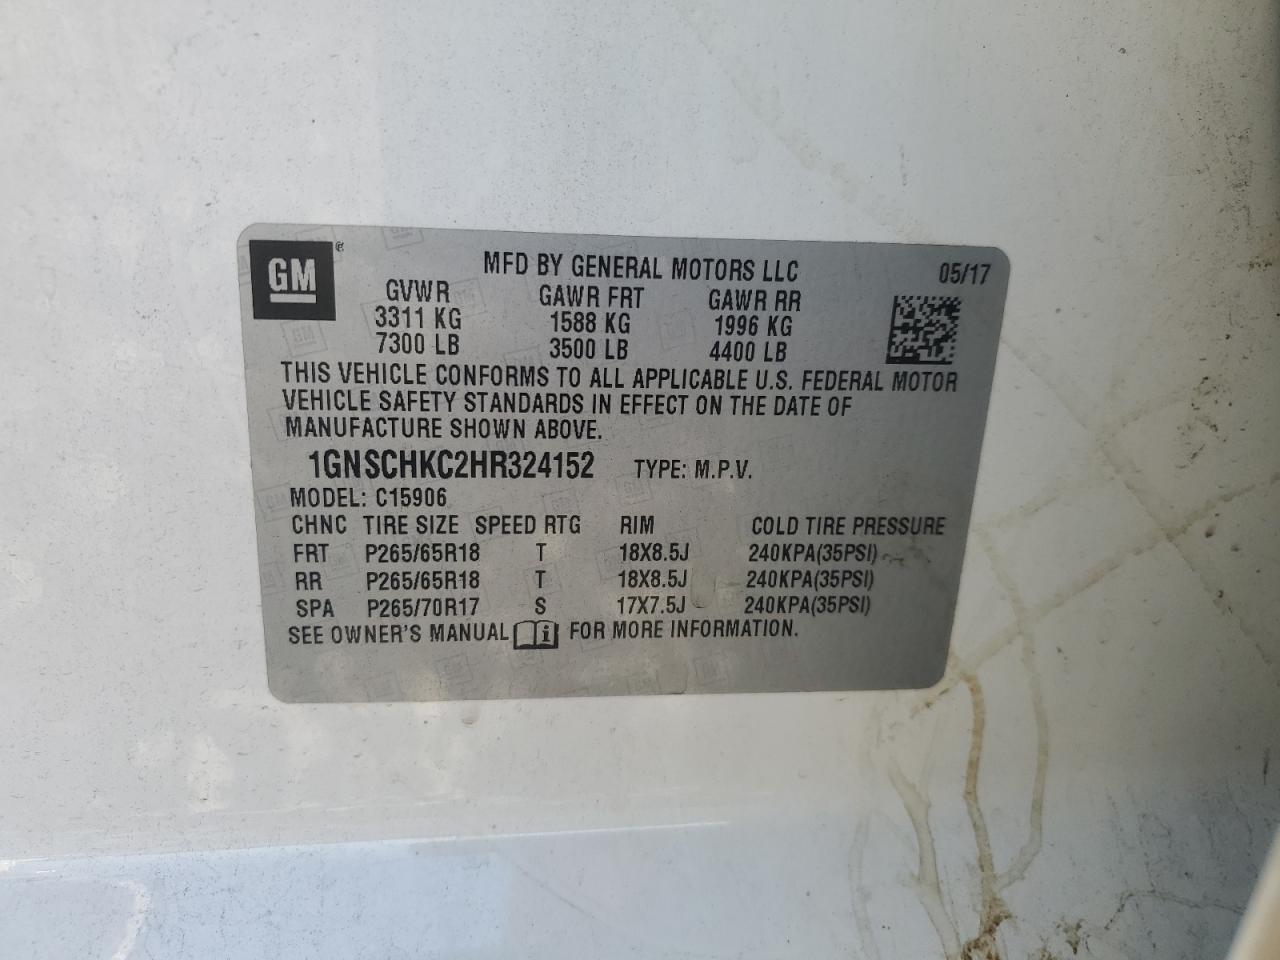 GM ®
MFD BY GENERAL MOTORS LLC 05/17
GVWR GAWR FRT GAWR RR
3311 KG 1588 KG 1996 KG
7300 LB 3500 LB 4400 LB
THIS VEHICLE CONFORMS TO ALL APPLICABLE U.S. FEDERAL MOTOR
VEHICLE SAFETY STANDARDS IN EFFECT ON THE DATE OF
MANUFACTURE SHOWN ABOVE.
1GNSCHKC2HR324152 TYPE: M.P.V.
MODEL: C15906
CHNC TIRE SIZE SPEED RTG RIM COLD TIRE PRESSURE
FRT P265/65R18 T 18X8.5J 240KPA(35PSI)
RR P265/65R18 T 18X8.5J 240KPA(35PSI)
SPA P265/70R17 S 17X7.5J 240KPA(35PSI)
SEE OWNER'S MANUAL i FOR MORE INFORMATION.